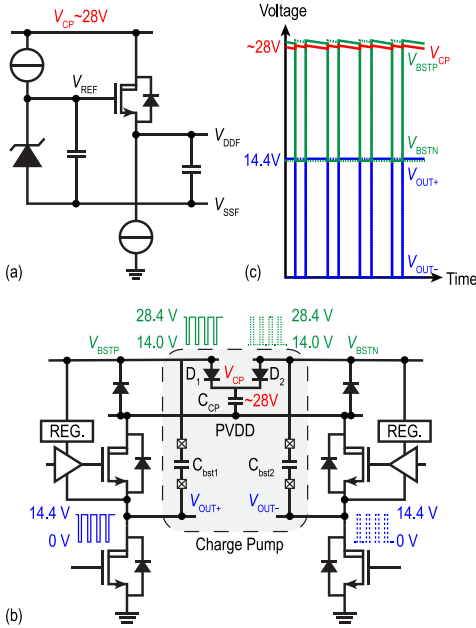 V_CP~28V
V_REF
V_DDF
V_SSF
(a)
Voltage
~28V
V_CP
V_BSTP
V_BSTN
14.4V
V_OUT+
V_OUT−
Time
(c)
28.4 V
14.0 V
28.4 V
14.0 V
V_BSTP
V_BSTN
D_1
V_CP
D_2
C_CP
~28V
REG.
REG.
PVDD
C_bst1
C_bst2
14.4 V
0 V
V_OUT+
V_OUT−
14.4 V
0 V
Charge Pump
(b)